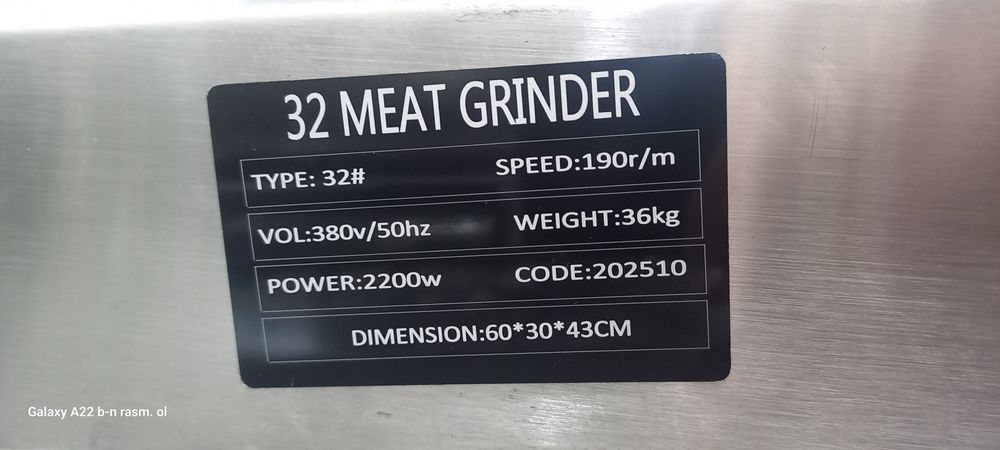 32 MEAT GRINDER
TYPE: 32# SPEED:190r/m
VOL:380v/50hz WEIGHT:36kg
POWER:2200w CODE:202510
DIMENSION:60*30*43CM
Galaxy A22 b-n rasm. ol